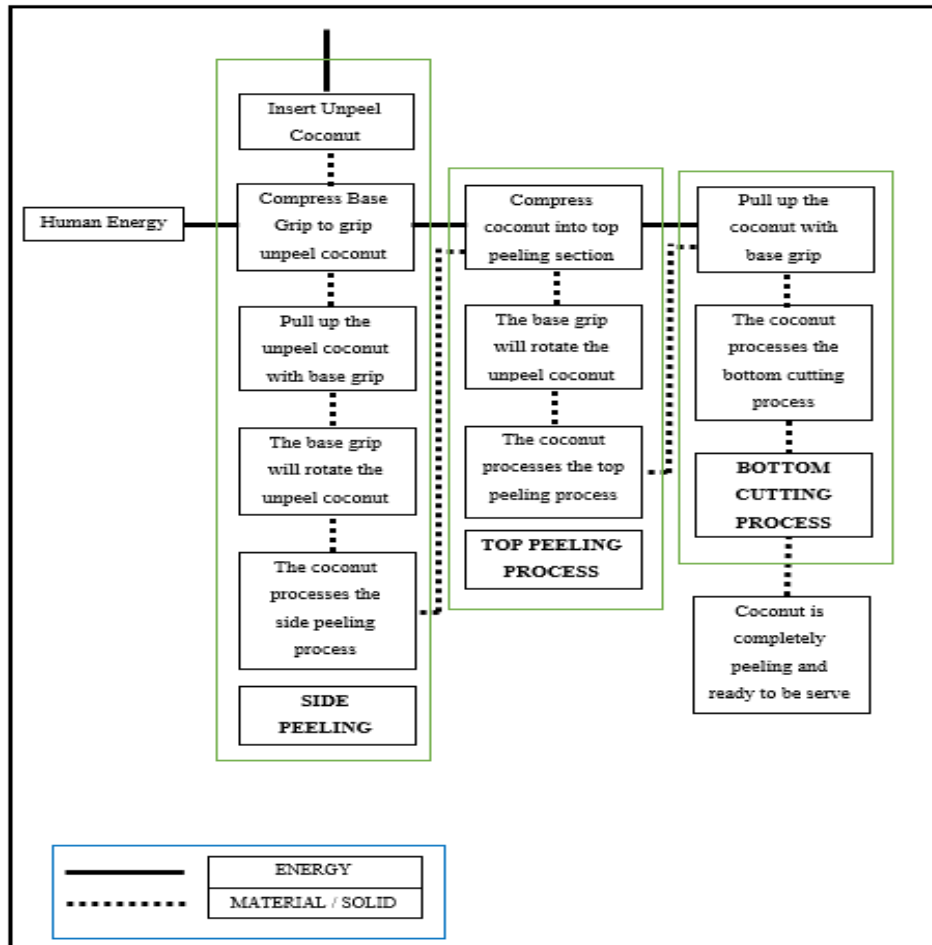 Insert Unpeel
Coconut
Human Energy
Compress Base
Grip to grip
unpeel coconut
Pull up the
unpeel coconut
with base grip
The base grip
will rotate the
unpeel coconut
The coconut
processes the
side peeling
process
SIDE
PEELING
Compress
coconut into top
peeling section
The base grip
will rotate the
unpeel coconut
The coconut
processes the top
peeling process
TOP PEELING
PROCESS
Pull up the
coconut with
base grip
The coconut
processes the
bottom cutting
process
BOTTOM
CUTTING
PROCESS
Coconut is
completely
peeling and
ready to be serve
ENERGY
MATERIAL / SOLID